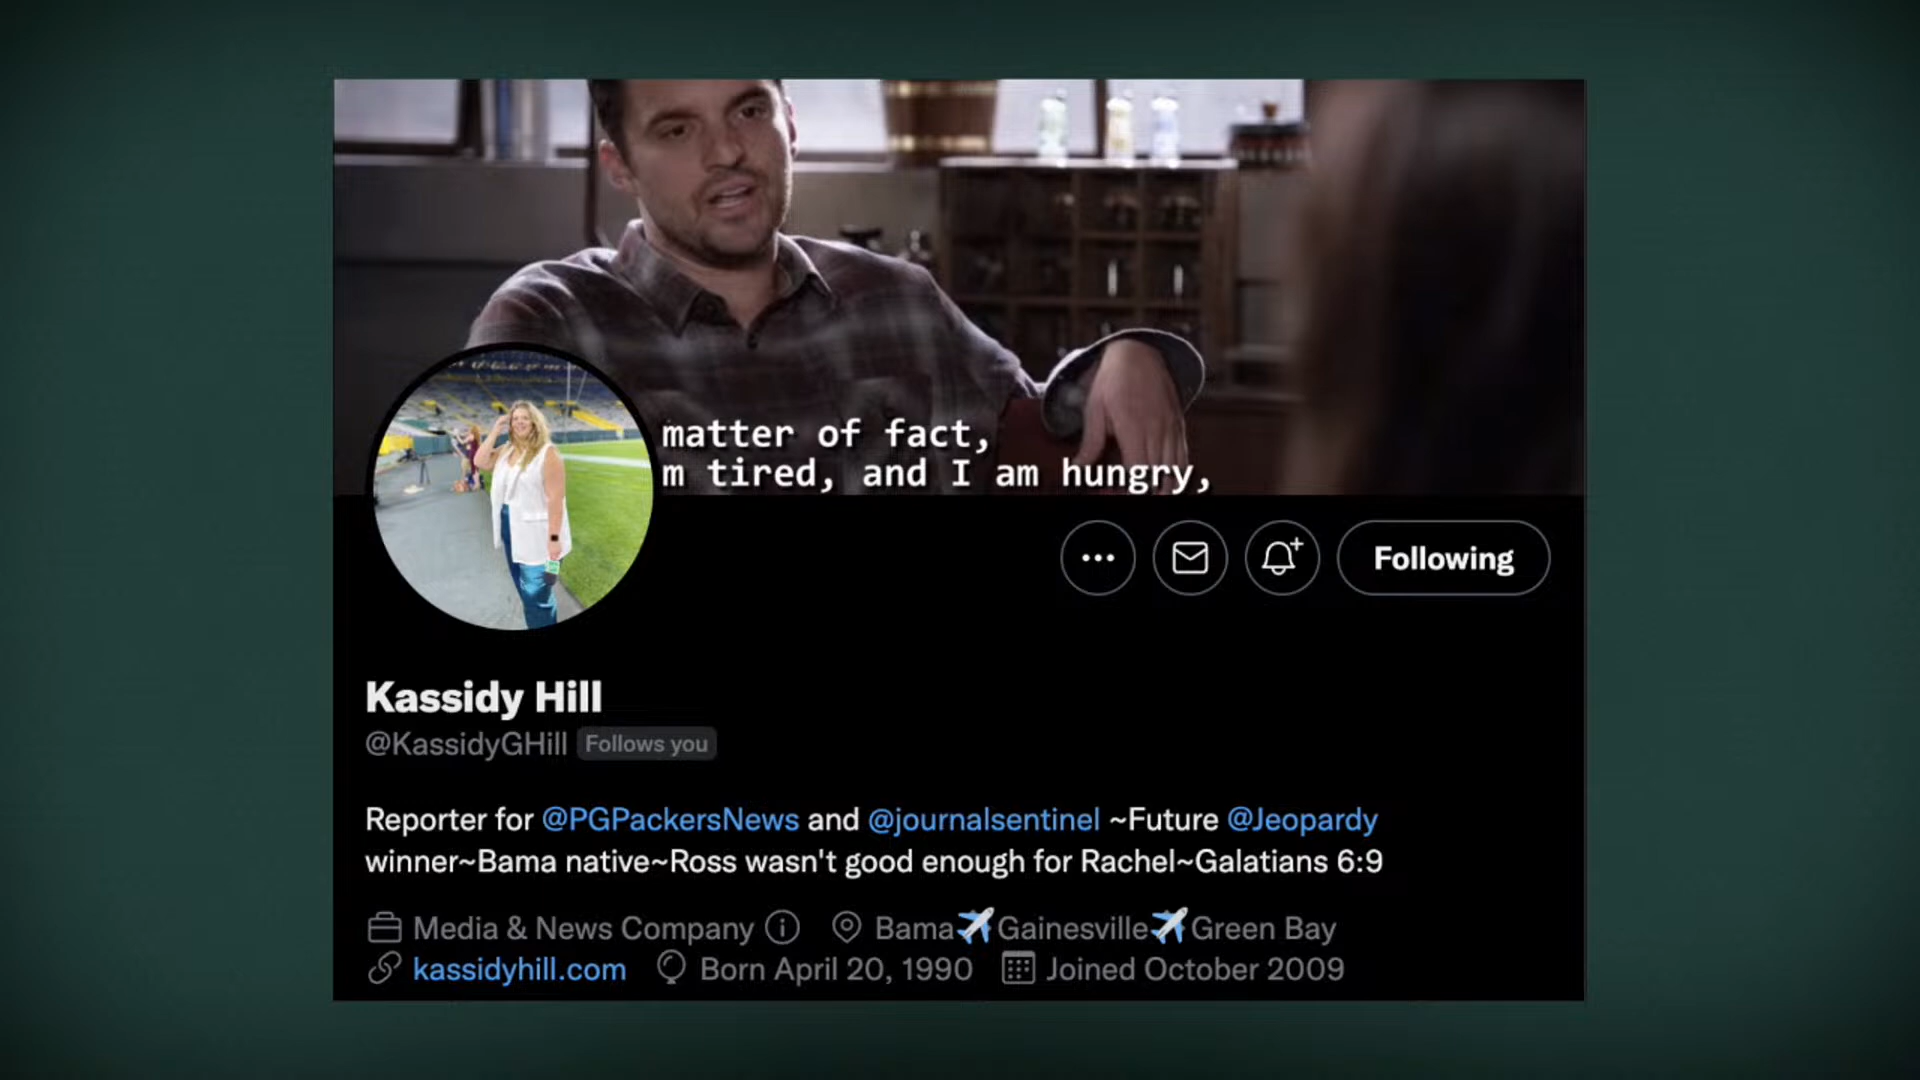 matter of fact,
m tired, and I am hungry,
Following
Kassidy Hill
@KassidyGHill Follows you
Reporter for @PGPackersNews and @journalsentinel ~Future @Jeopardy
winner~Bama native~Ross wasn't good enough for Rachel~Galatians 6:9
Media & News Company Bama✈️Gainesville✈️Green Bay
kassidyhill.com Born April 20, 1990 Joined October 2009